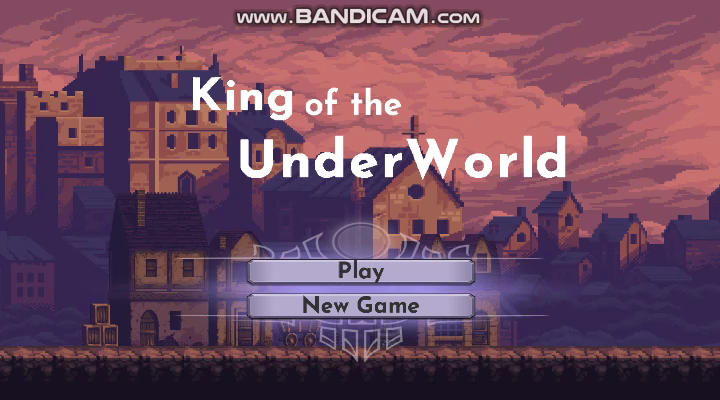 www.BANDICAM.com
King of the
UnderWorld
Play
New Game